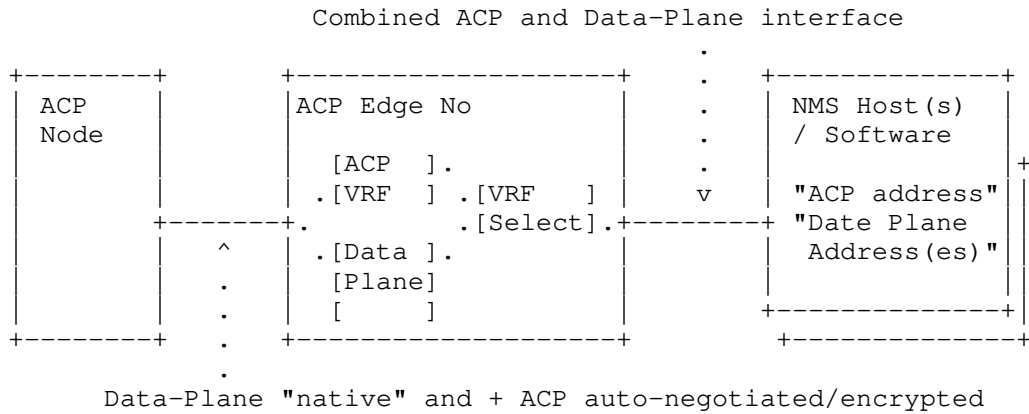 Combined ACP and Data-Plane interface
ACP
Node
ACP Edge No
[ACP ].
.[VRF ] .[VRF ]
.[Select].
.[Data ].
[Plane]
[ ]
v
^
NMS Host(s)
/ Software
"ACP address"
"Date Plane
Address(es)"
Data-Plane "native" and + ACP auto-negotiated/encrypted